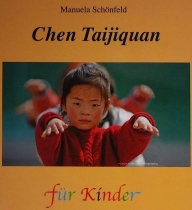 Manuela Schönfeld
Chen Taijiquan
für Kinder